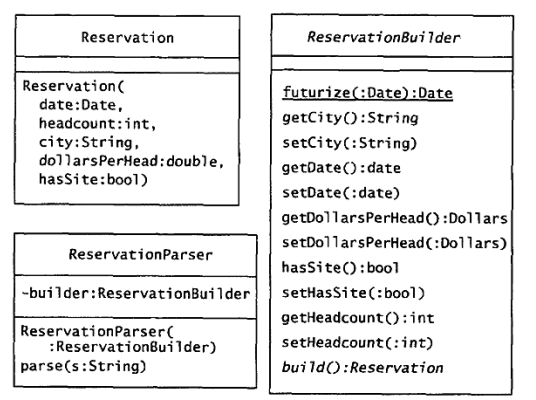 Reservation
Reservation(
date:Date,
headcount:int,
city:String,
dollarsPerHead:double,
hasSite:bool)
ReservationParser
-builder:ReservationBuilder
ReservationParser(
:ReservationBuilder)
parse(s:String)
ReservationBuilder
futurize(:Date):Date
getCity():String
setCity(:String)
getDate():date
setDate(:date)
getDollarsPerHead():Dollars
setDollarsPerHead(:Dollars)
hasSite():bool
setHasSite(:bool)
getHeadcount():int
setHeadcount(:int)
build():Reservation